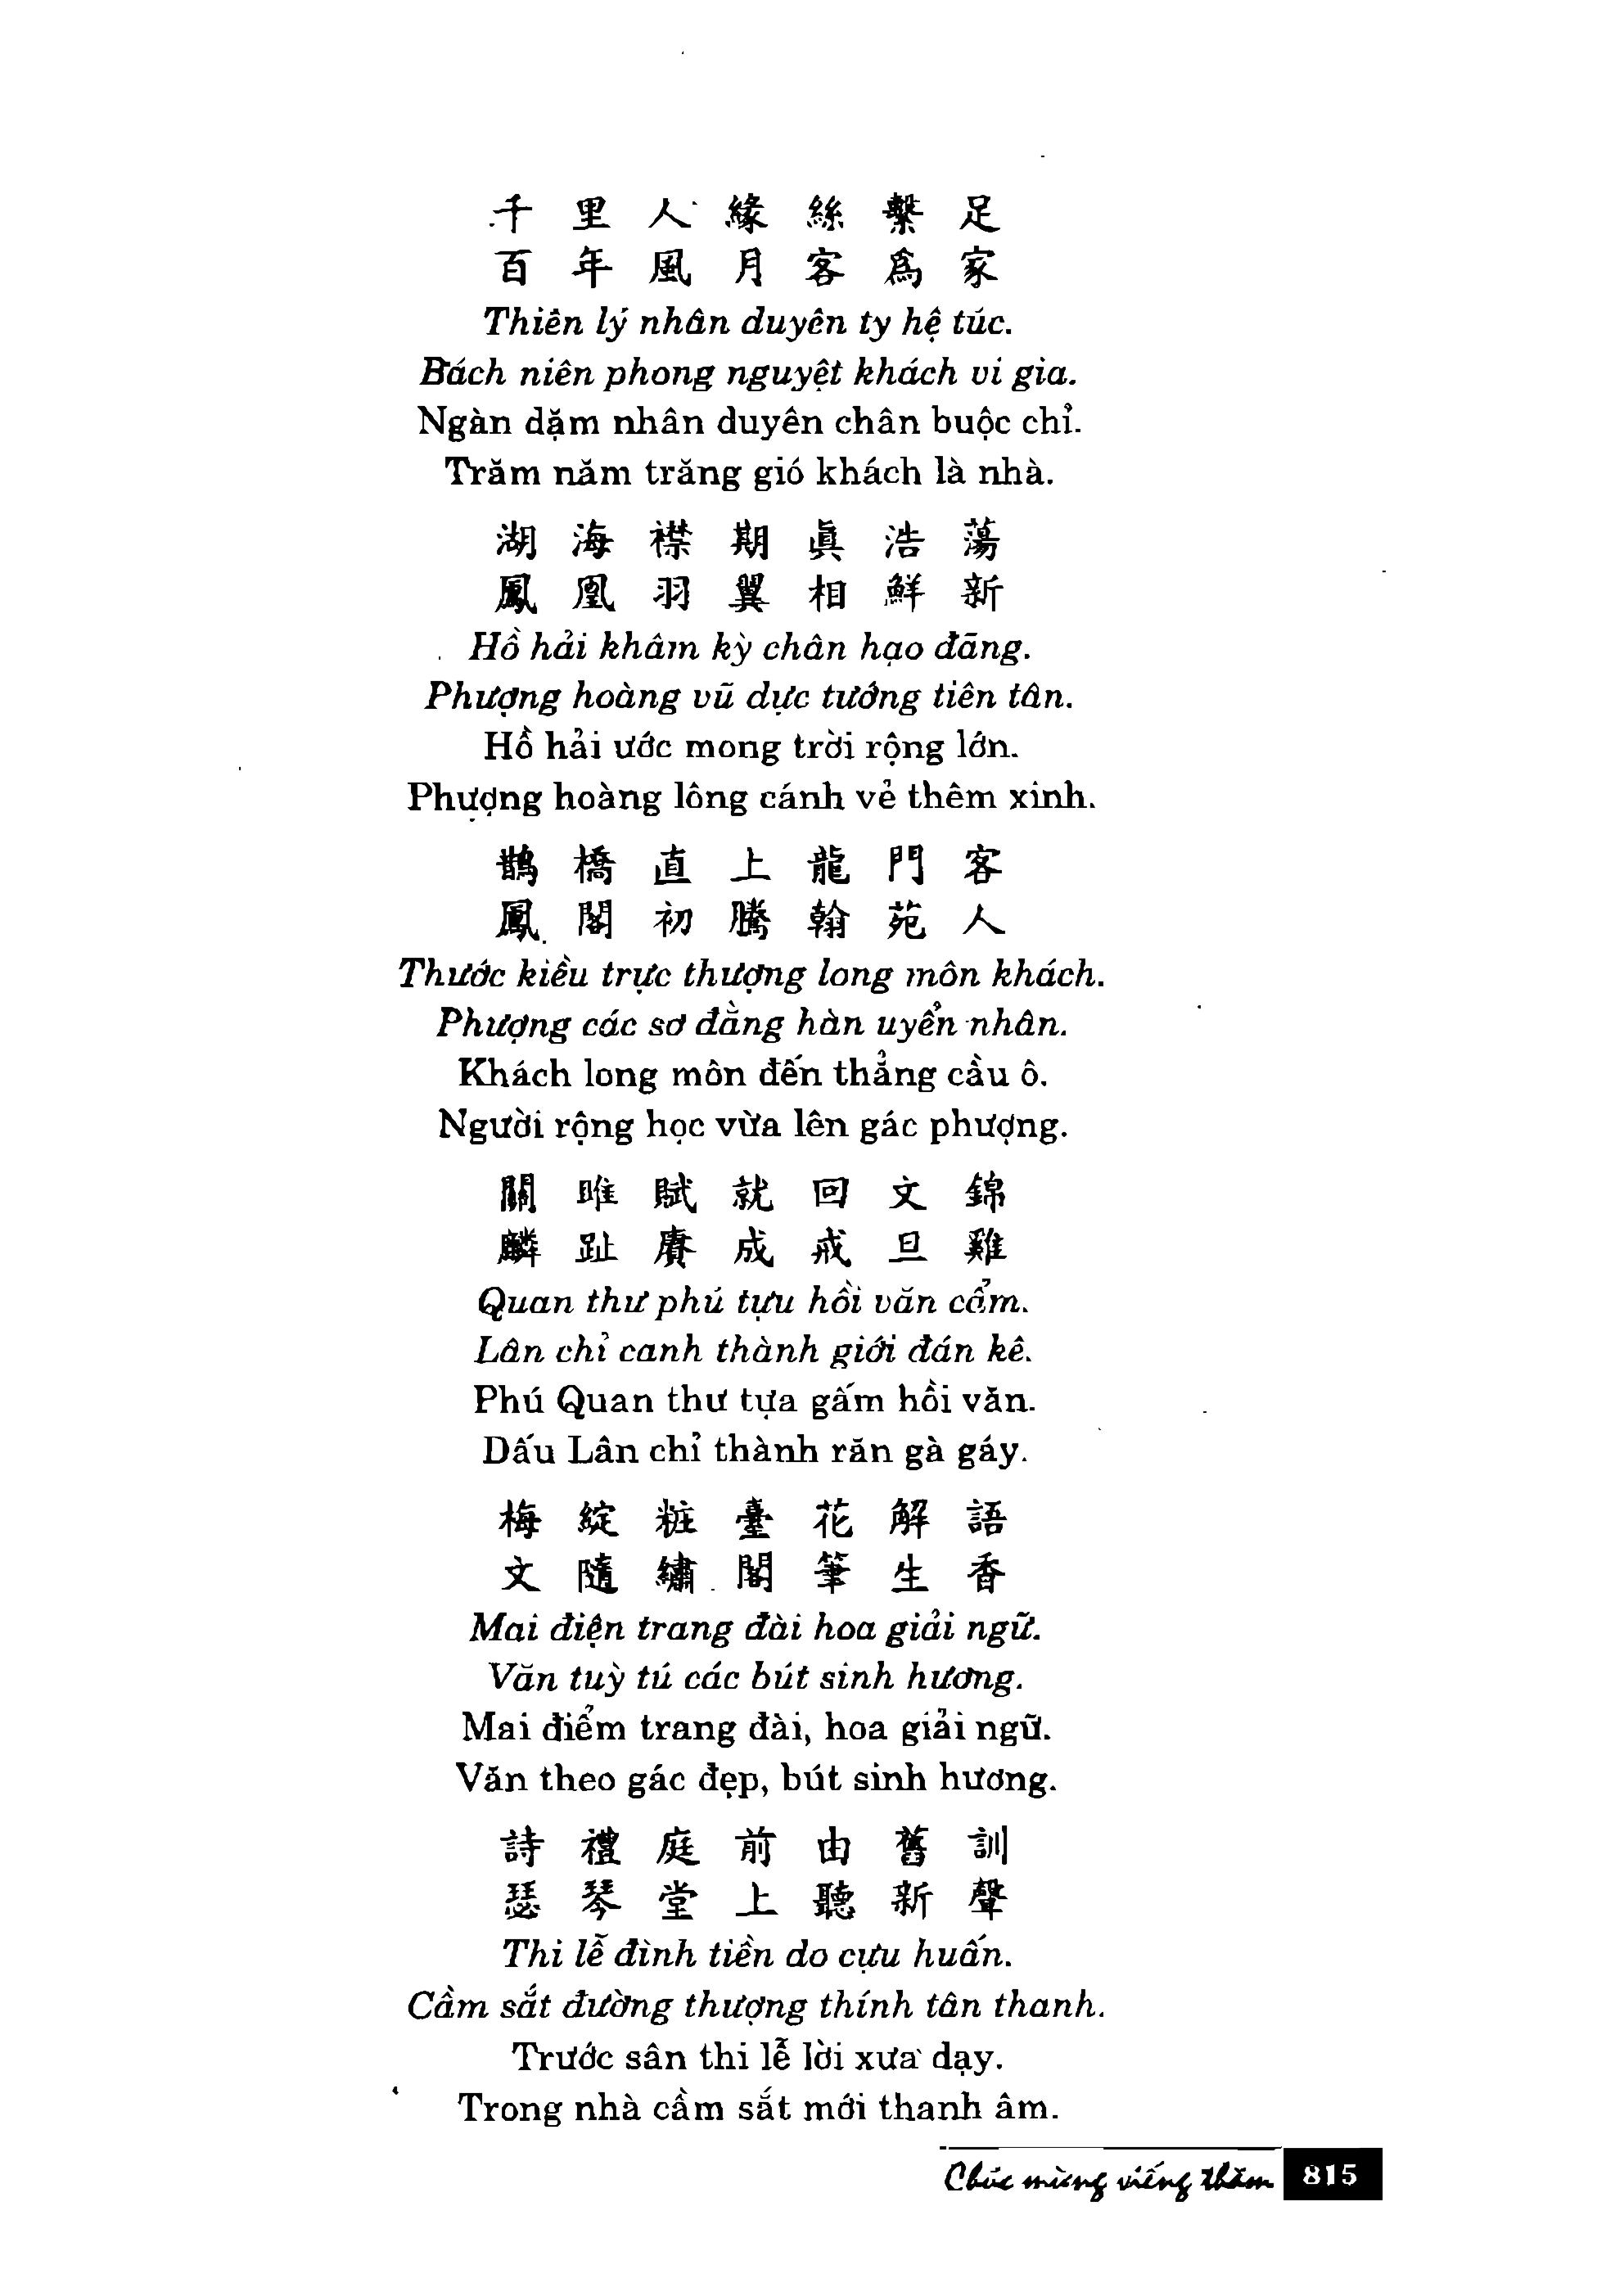 千 里 人 緣 絲 繫 足
百 年 風 月 客 爲 家
Thiên lý nhân duyên ty hệ túc.
Bách niên phong nguyệt khách vi gia.
Ngàn dặm nhân duyên chân buộc chỉ.
Trăm năm trăng gió khách là nhà.
湖 海 襟 期 眞 浩 蕩
鳳 凰 羽 翼 相 鮮 新
Hồ hải khâm kỳ chân hạo đãng.
Phượng hoàng vũ dực tướng tiên tân.
Hồ hải ước mong trời rộng lớn.
Phượng hoàng lông cánh vẻ thêm xinh.
鵲 橋 直 上 龍 門 客
鳳 閣 初 騰 翰 苑 人
Thước kiều trực thượng long môn khách.
Phượng các sơ đằng hàn uyển nhân.
Khách long môn đến thẳng cầu ô.
Người rộng học vừa lên gác phượng.
關 雎 賦 就 回 文 錦
麟 趾 賡 成 戒 旦 雞
Quan thư phú tựu hồi văn cẩm.
Lân chỉ canh thành giới đán kê.
Phú Quan thư tựa gấm hồi văn.
Dấu Lân chỉ thành răn gà gáy.
梅 綻 粧 臺 花 解 語
文 隨 繡 閣 筆 生 香
Mai điện trang đài hoa giải ngữ.
Văn tuỳ tú các bút sinh hương.
Mai điểm trang đài, hoa giải ngữ.
Văn theo gác đẹp, bút sinh hương.
詩 禮 庭 前 由 舊 訓
瑟 琴 堂 上 聽 新 聲
Thi lễ đình tiền do cựu huấn.
Cầm sắt đường thượng thính tân thanh.
Trước sân thi lễ lời xưa dạy.
Trong nhà cầm sắt mới thanh âm.
Chúc mừng viếng thăm 815